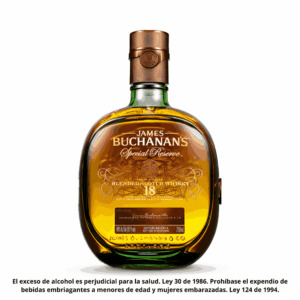 JAMES
BUCHANAN'S
Special Reserve
BLENDED SCOTCH WHISKY
18
El exceso de alcohol es perjudicial para la salud. Ley 30 de 1986. Prohíbase el expendio de
bebidas embriagantes a menores de edad y mujeres embarazadas. Ley 124 de 1994.